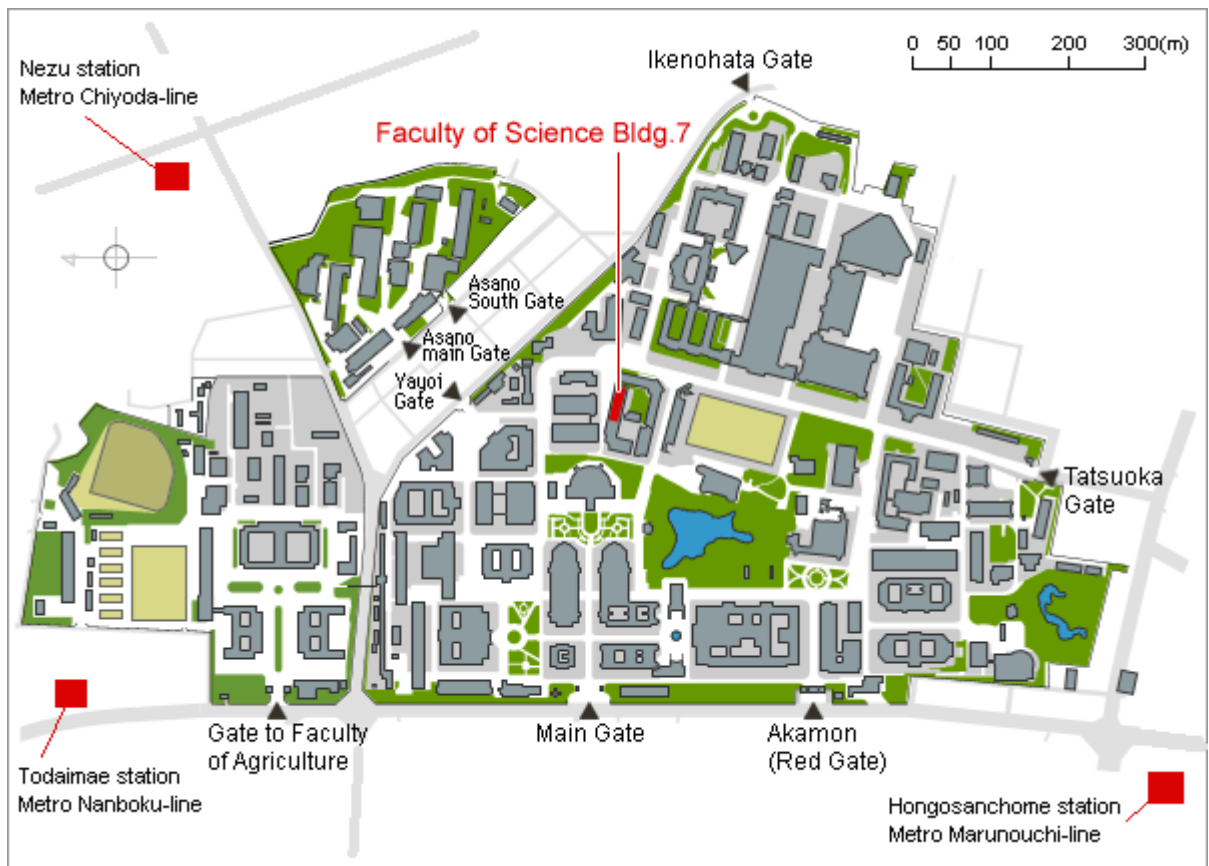 Nezu station
Metro Chiyoda-line
Ikenohata Gate
0 50 100 200 300(m)
Faculty of Science Bldg.7
Asano
South Gate
Asano
main Gate
Yayoi
Gate
Tatsuoka
Gate
Gate to Faculty
of Agriculture
Main Gate
Akamon
(Red Gate)
Todaimae station
Metro Nanboku-line
Hongosanchome station
Metro Marunouchi-line